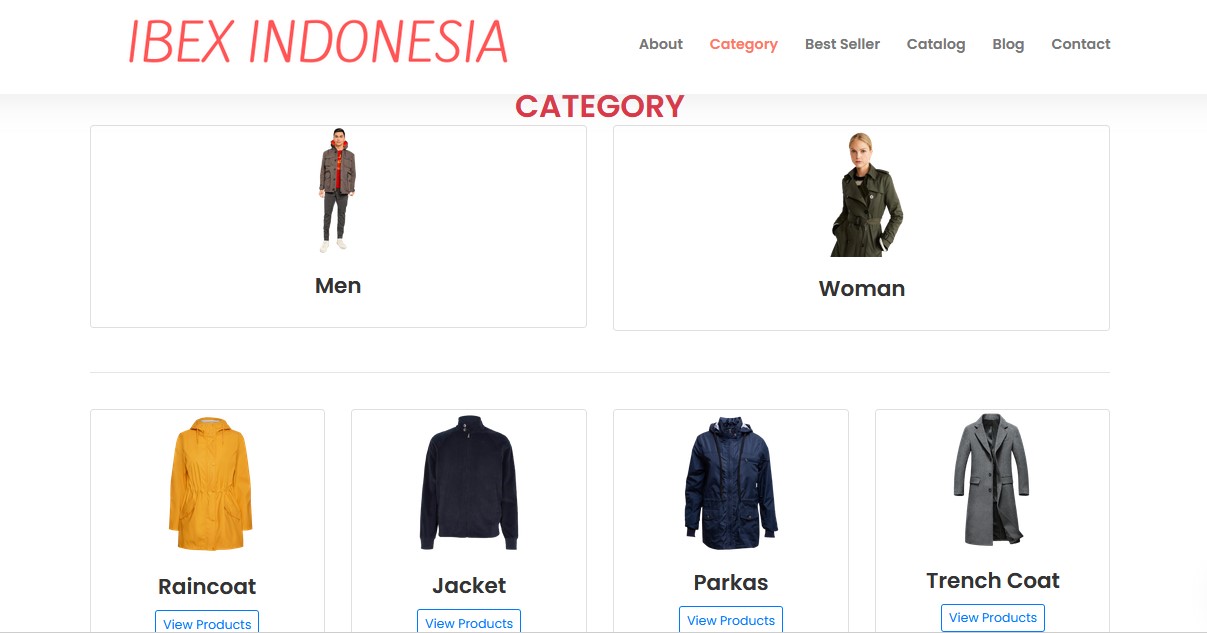 IBEX INDONESIA
About Category Best Seller Catalog Blog Contact
CATEGORY
Men
Woman
Raincoat
View Products
Jacket
View Products
Parkas
View Products
Trench Coat
View Products